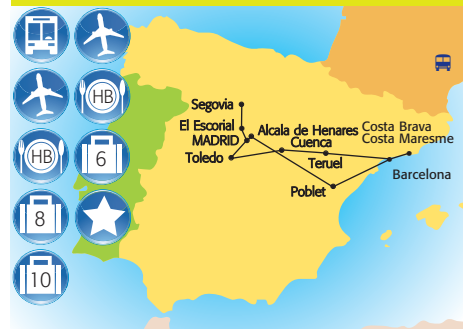 HB
HB
6
8
10
Segovia
El Escorial
MADRID
Alcala de Henares
Costa Brava
Costa Maresme
Cuenca
Toledo
Teruel
Barcelona
Poblet